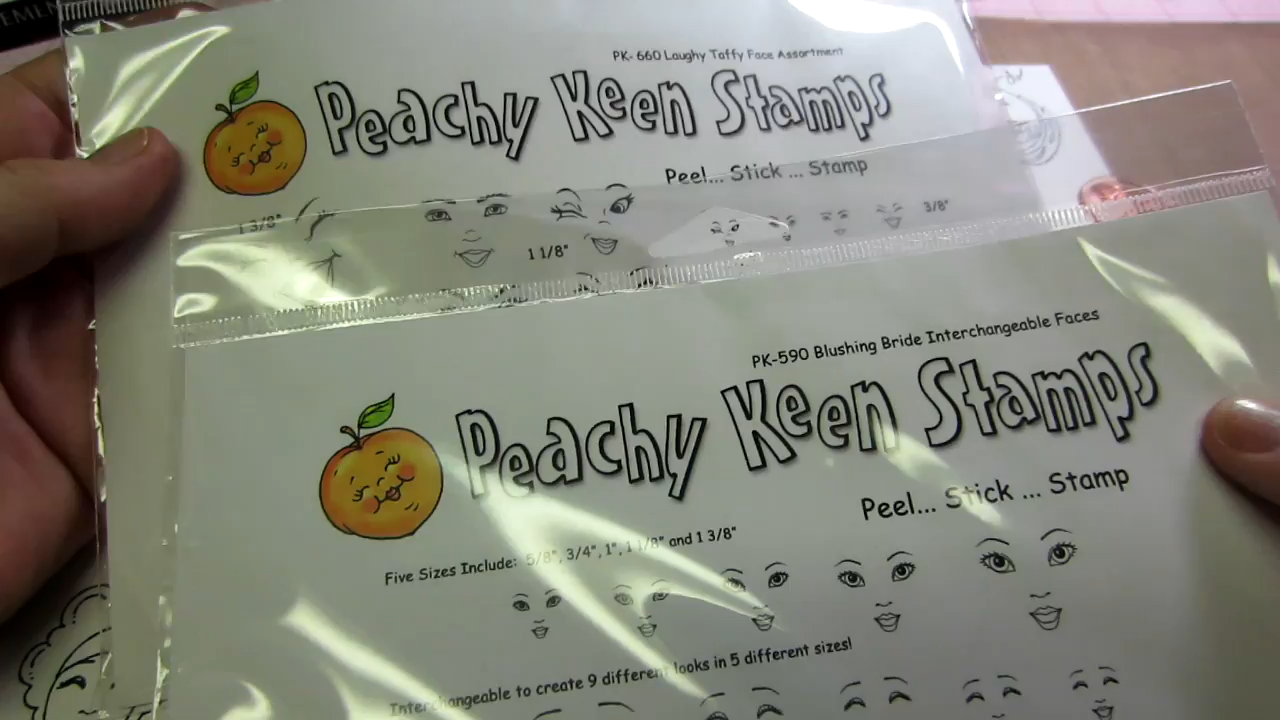 PK-660 Laughy Taffy Face Assortment
Peachy Keen Stamps
Peel... Stick ... Stamp
1 3/8"
1 1/8"
3/8"
PK-590 Blushing Bride Interchangeable Faces
Peachy Keen Stamps
Peel... Stick ... Stamp
Five Sizes Include: 5/8", 3/4", 1", 1 1/8" and 1 3/8"
Interchangeable to create 9 different looks in 5 different sizes!